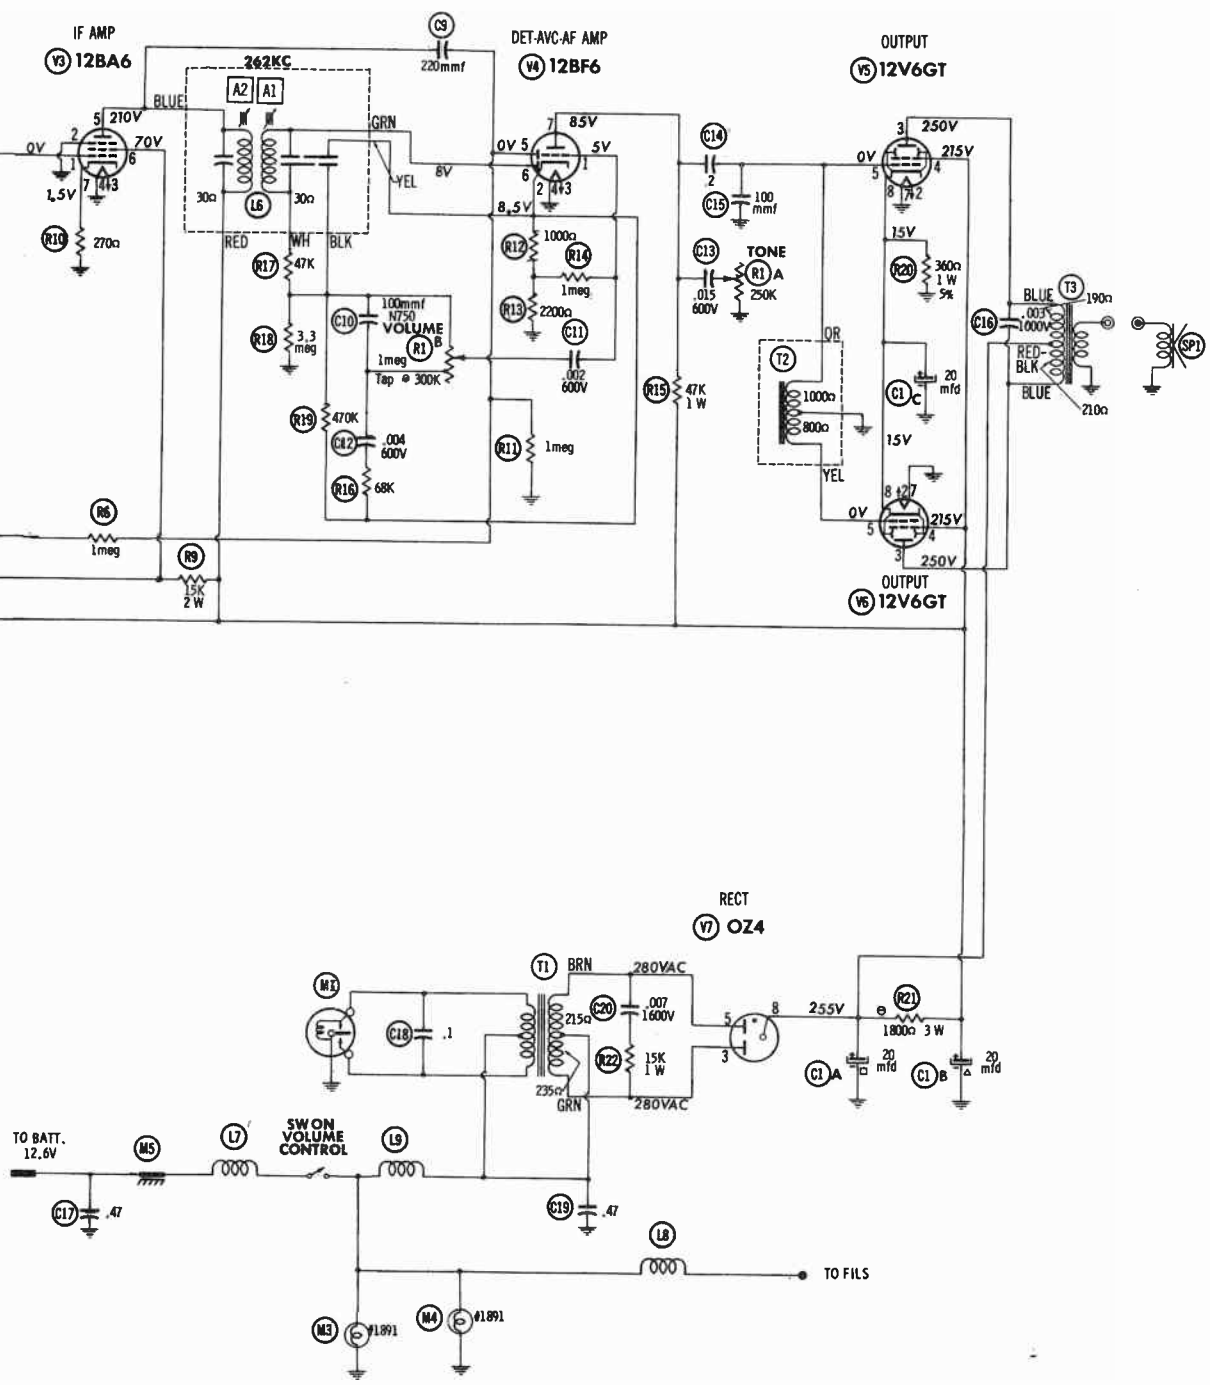 IF AMP
V3 12BA6
C9
220mmf
DET-AVC-AF AMP
V4 12BF6
OUTPUT
V5 12V6GT
262KC
A2 A1
BLUE
GRN
YEL
5 210V
2
0V 1
70V
6
7 4+3
1.5V
R10 270Ω
30Ω
L6
30Ω
RED
WH
BLK
8V
8.5V
7
85V
0V 5
6
5V
1
2 4+3
C14
.2
C15 100
mmf
C13
.015
600V
TONE
R1 A
250K
R17 47K
R18 3.3
meg
100mmf
N750
C10
VOLUME
R1 B
1meg
Tap @ 300K
R19 470K
C12 .004
600V
R16 68K
R12 1000Ω
R14
1meg
R13 2200Ω
C11
.002
600V
R11 1meg
R15 47K
1 W
T2
OR
1000Ω
800Ω
YEL
3
250V
0V
5
215V
4
8 7+2
15V
R20 360Ω
1 W
5%
C1 C
20
mfd
15V
C16 .003
1000V
BLUE
T3
190Ω
RED-
BLK
BLUE
210Ω
SP1
8 +2 7
0V
5
215V
4
3
250V
OUTPUT
V6 12V6GT
R6
1meg
R9
15K
2 W
RECT
V7 OZ4
M1
C18 .1
T1
BRN
215Ω
235Ω
GRN
280VAC
C20 .007
1600V
R22 15K
1 W
280VAC
5
3
8
255V
R21
1800Ω 3 W
C1 A
20
mfd
C1 B
20
mfd
TO BATT.
12.6V
M5
L7
SW ON
VOLUME
CONTROL
L9
C17 .47
C19 .47
L8
TO FILS
M3 #1891
M4 #1891